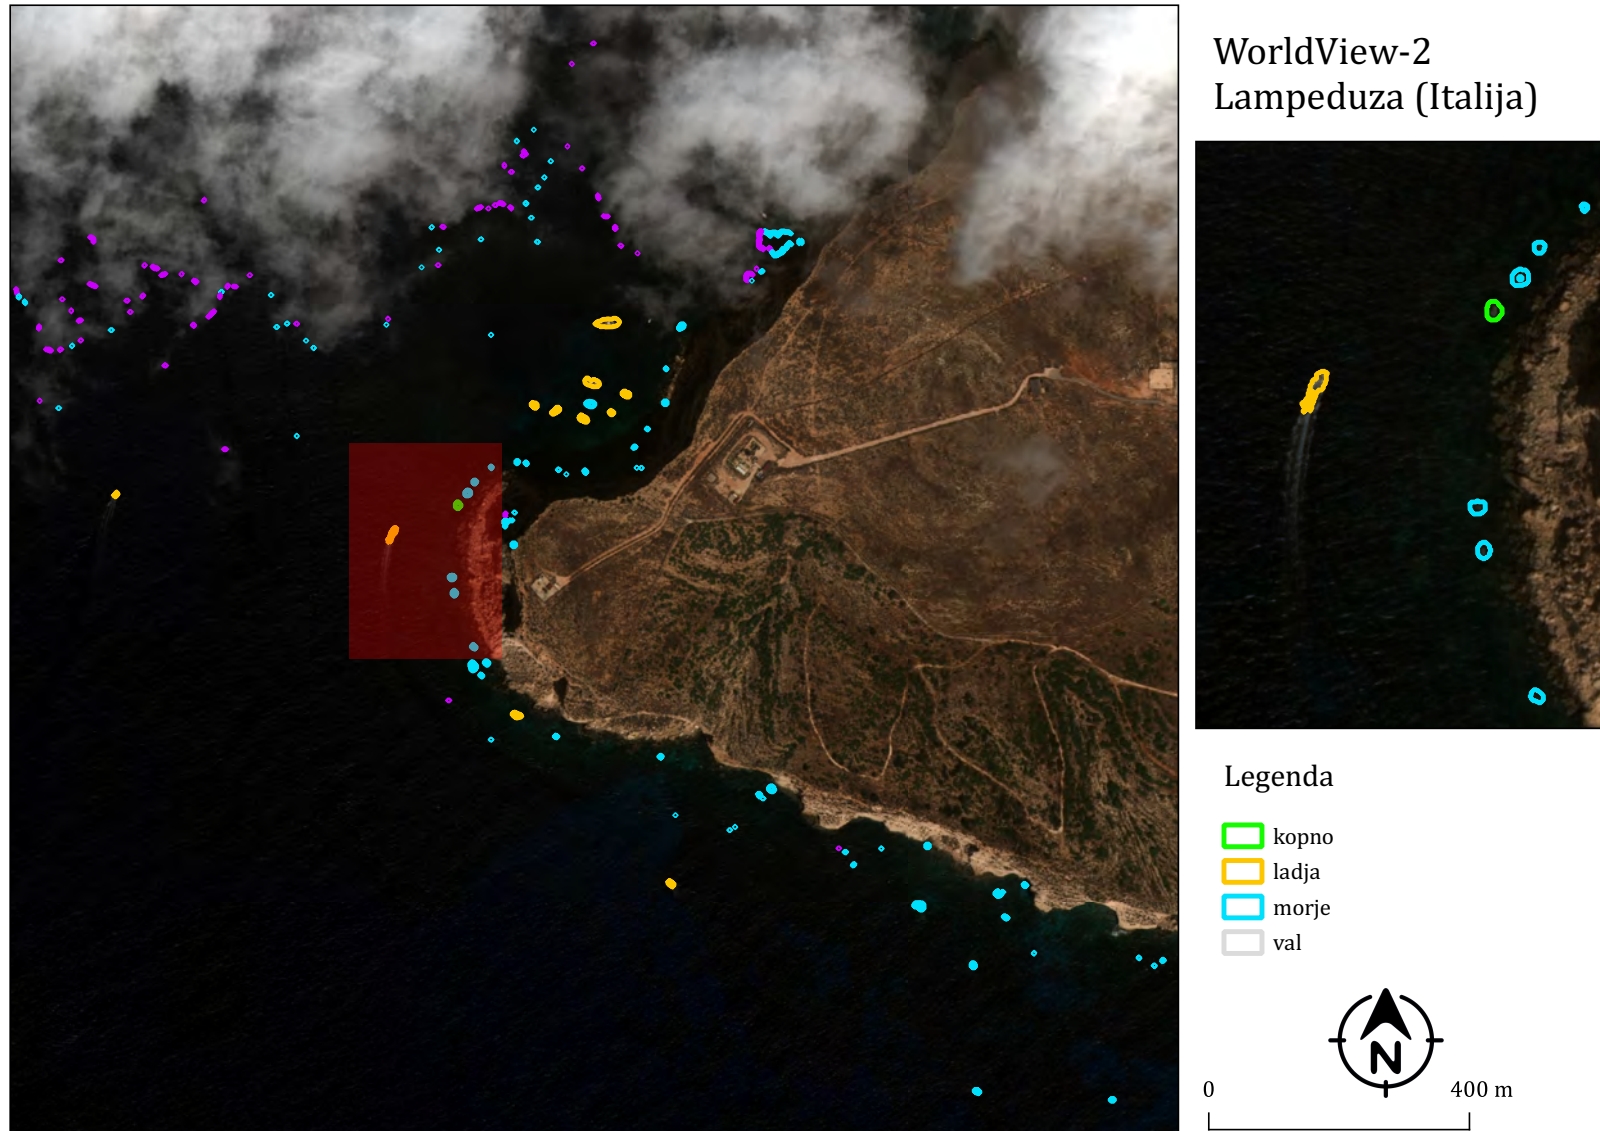 WorldView-2
Lampeduza (Italija)
Legenda
kopno
ladja
morje
val
N
0 400 m